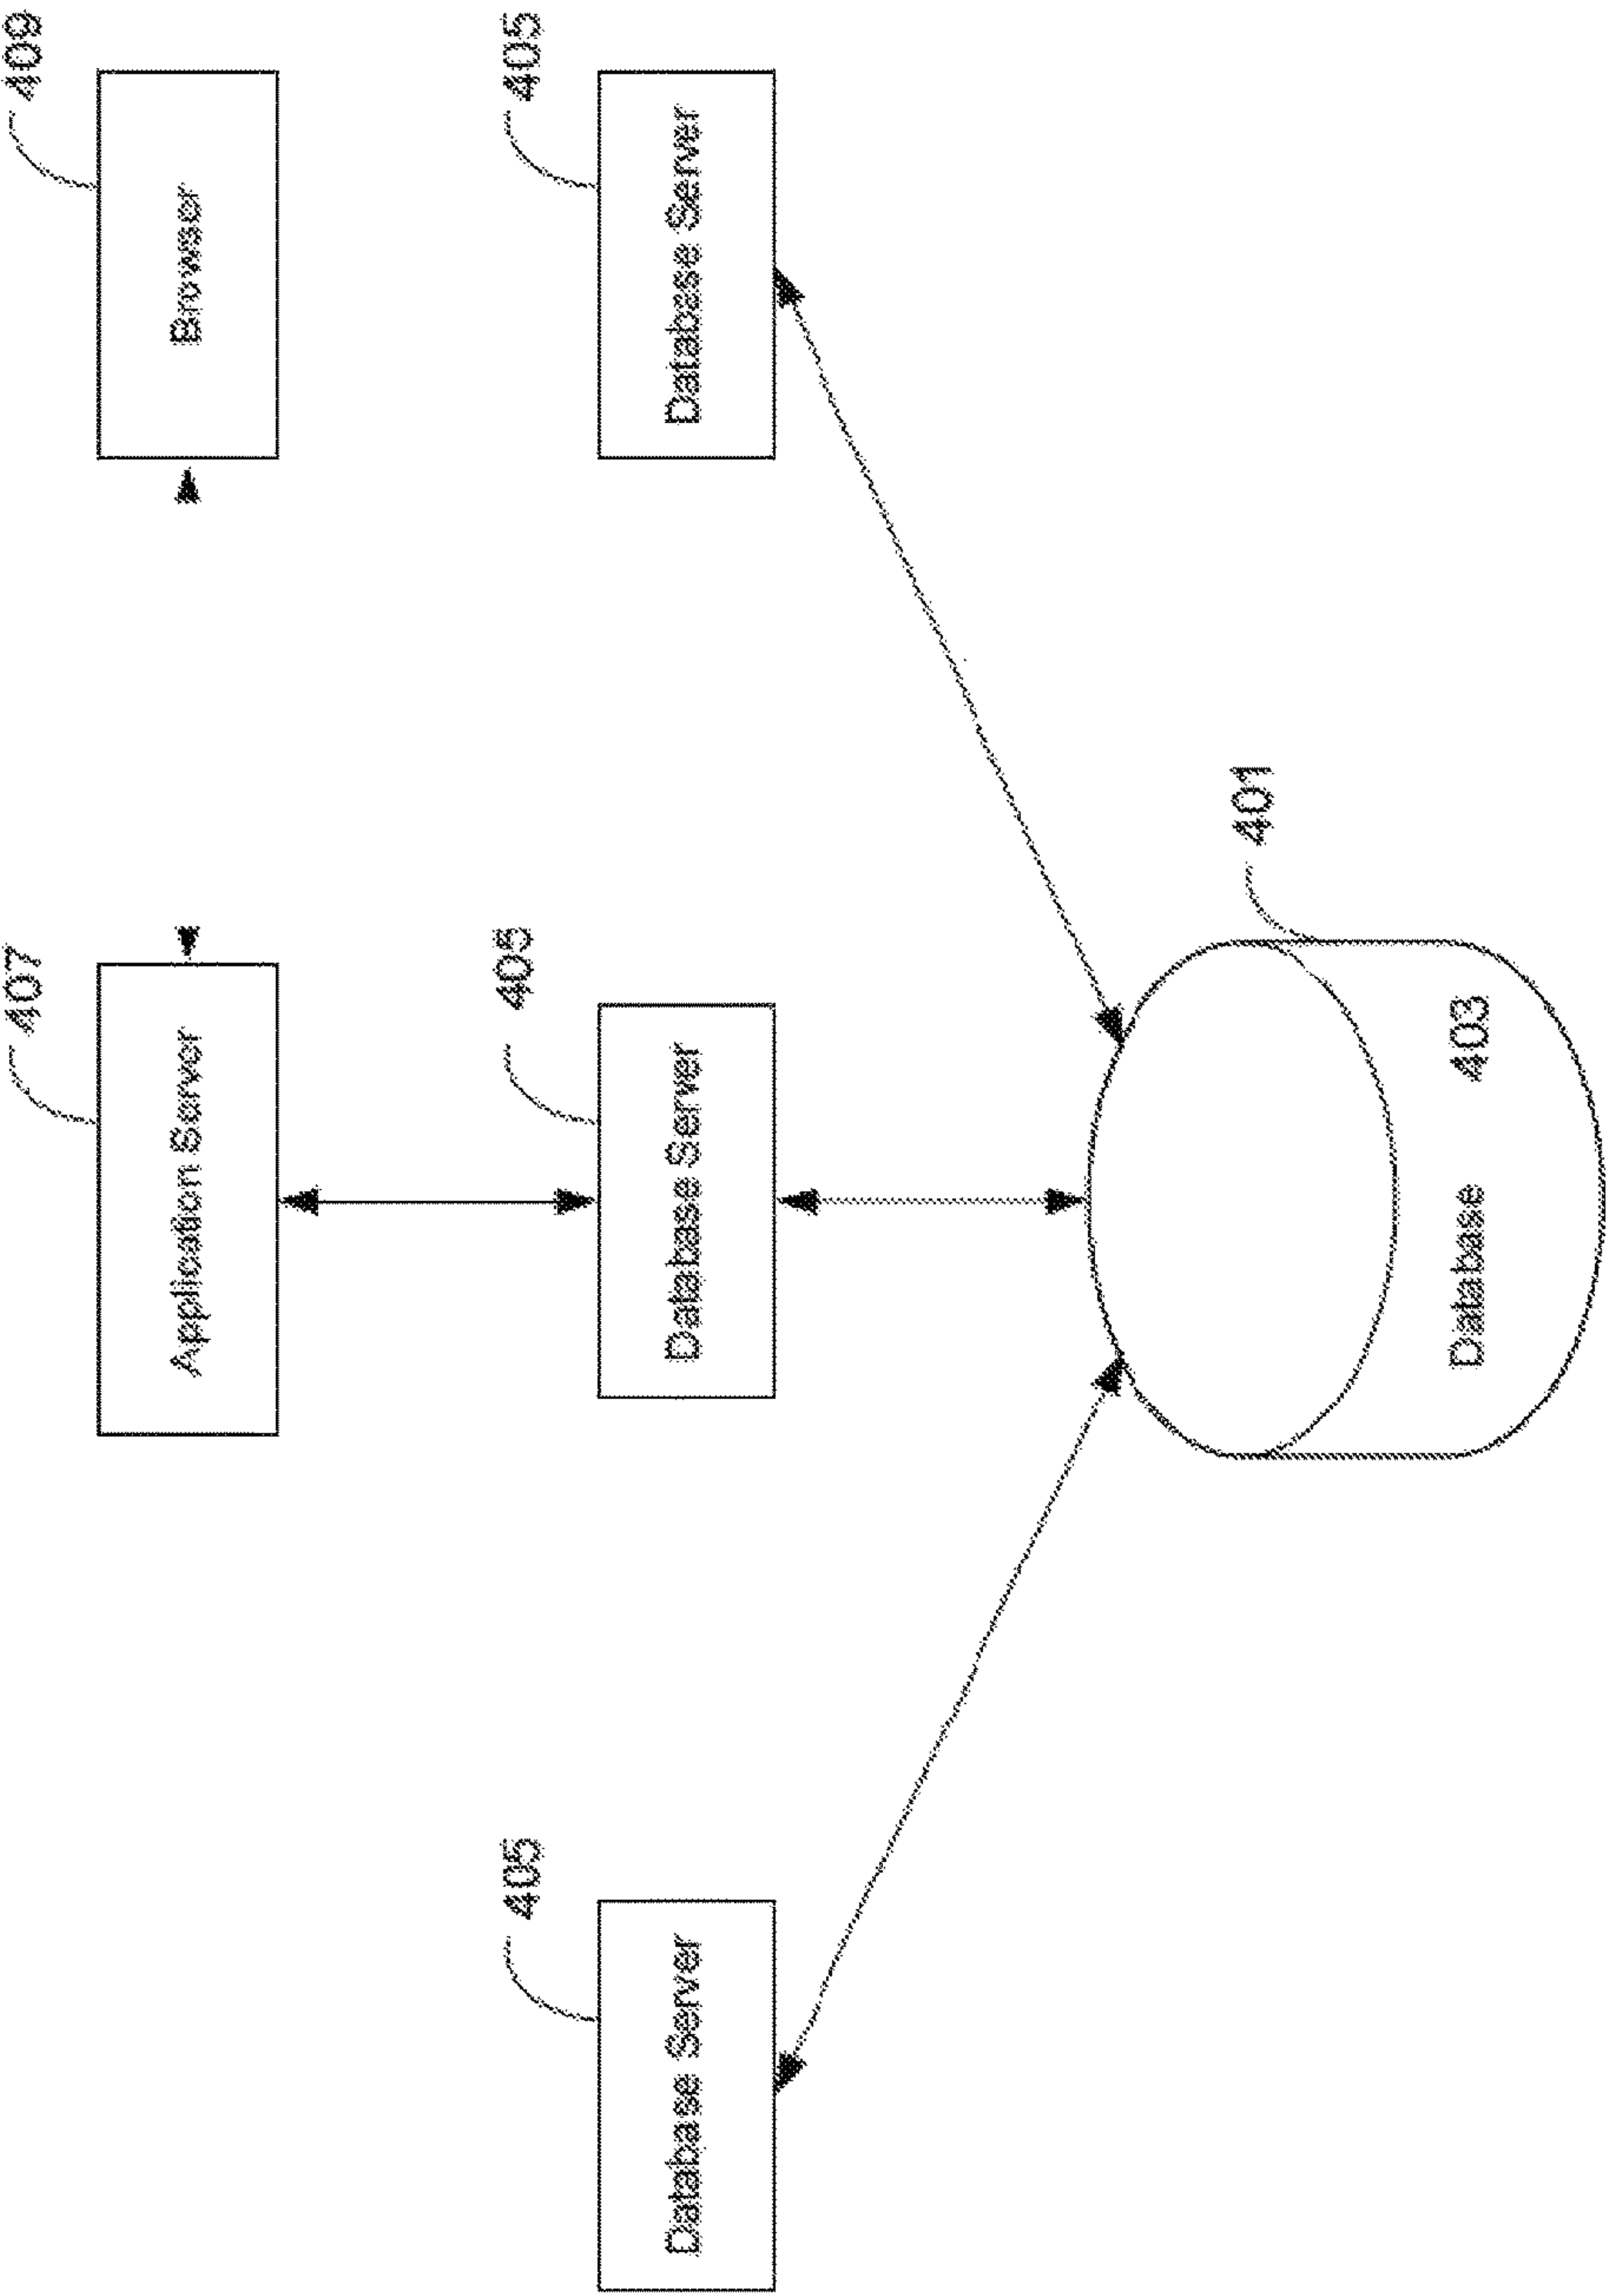 409
Browser
405
Database Server
407
Application Server
405
Database Server
401
Database 403
405
Database Server